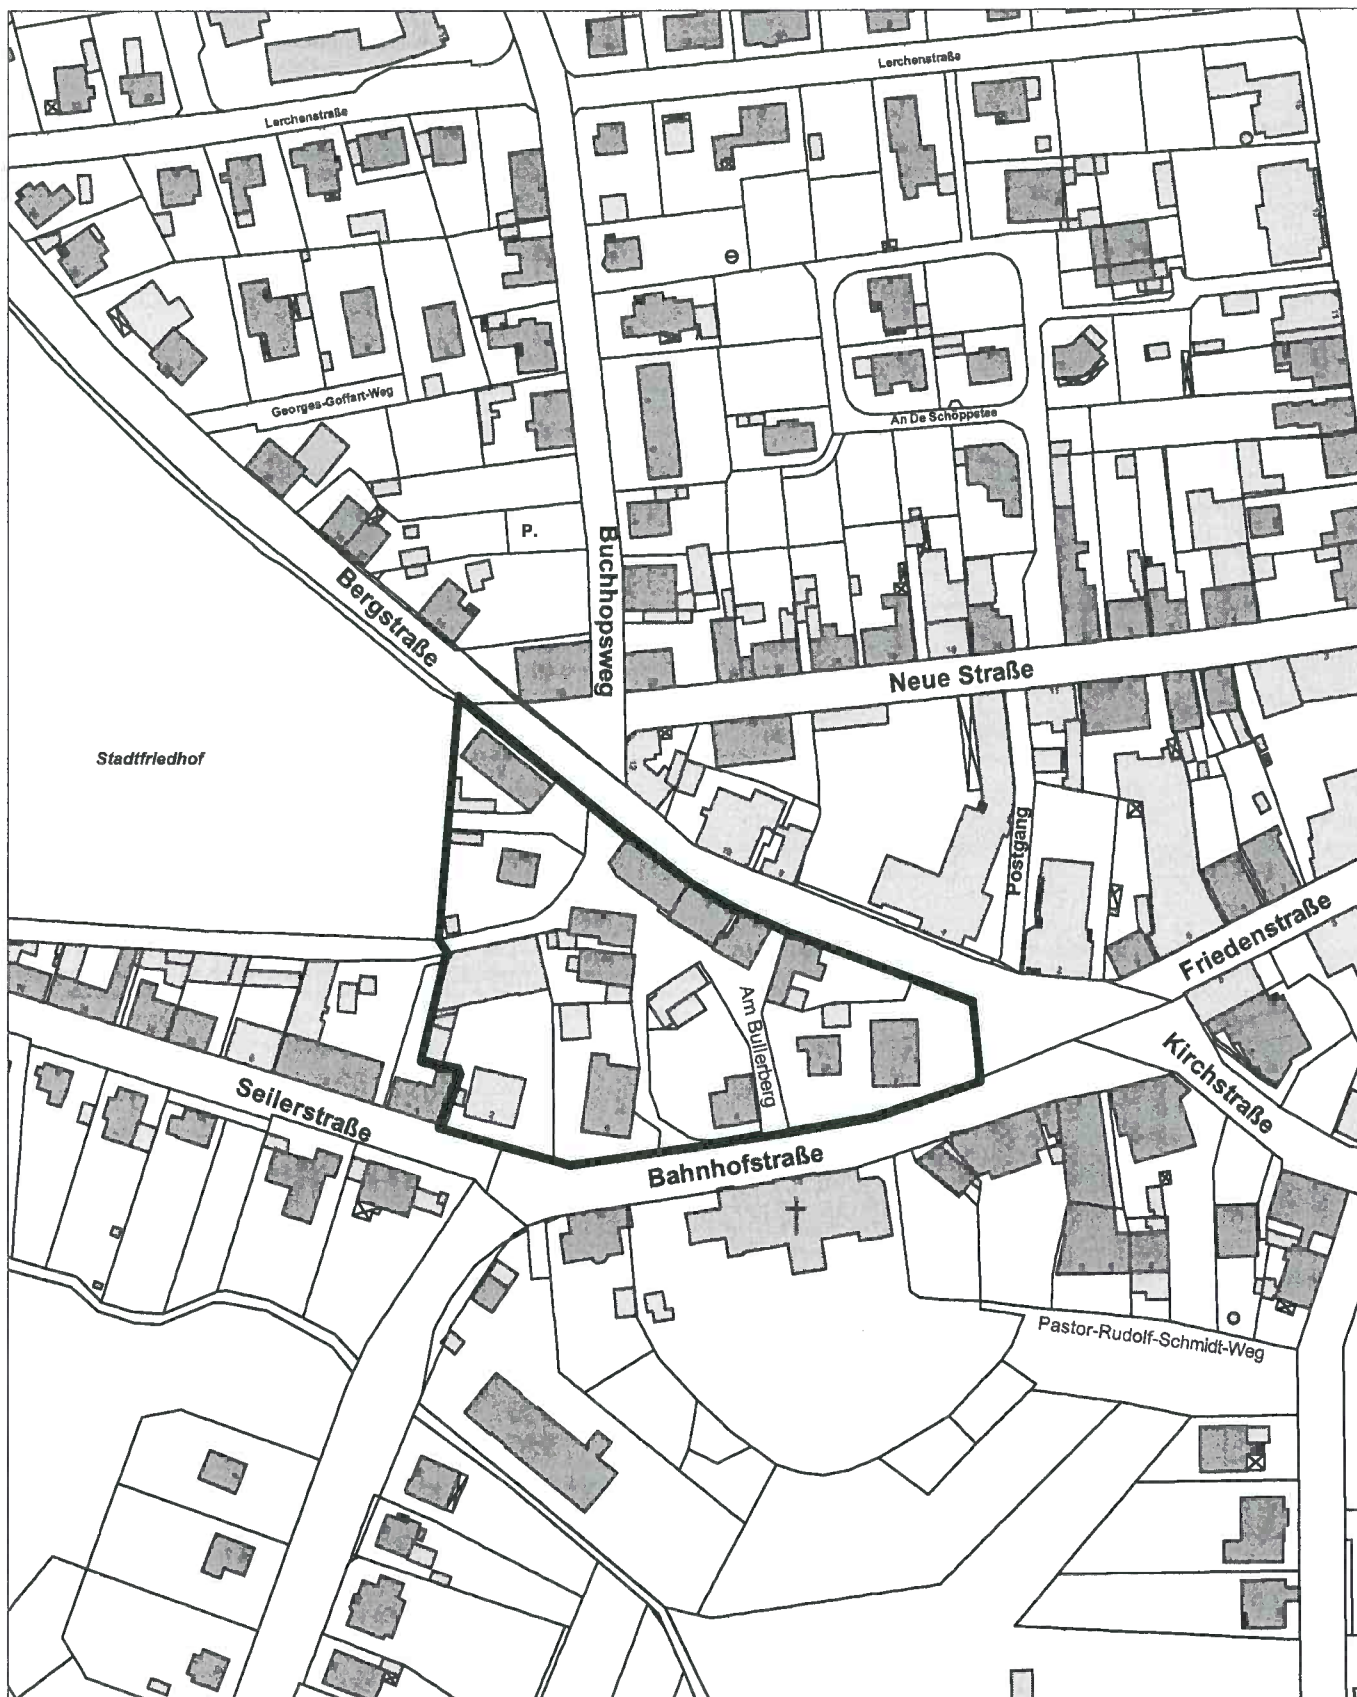 Lerchenstraße
Lerchenstraße
Georges-Goffart-Weg
An De Schöppstee
P.
Buchhopsweg
Bergstraße
Neue Straße
Stadtfriedhof
Postgang
Friedenstraße
Am Bullerberg
Kirchstraße
Seilerstraße
Bahnhofstraße
Pastor-Rudolf-Schmidt-Weg